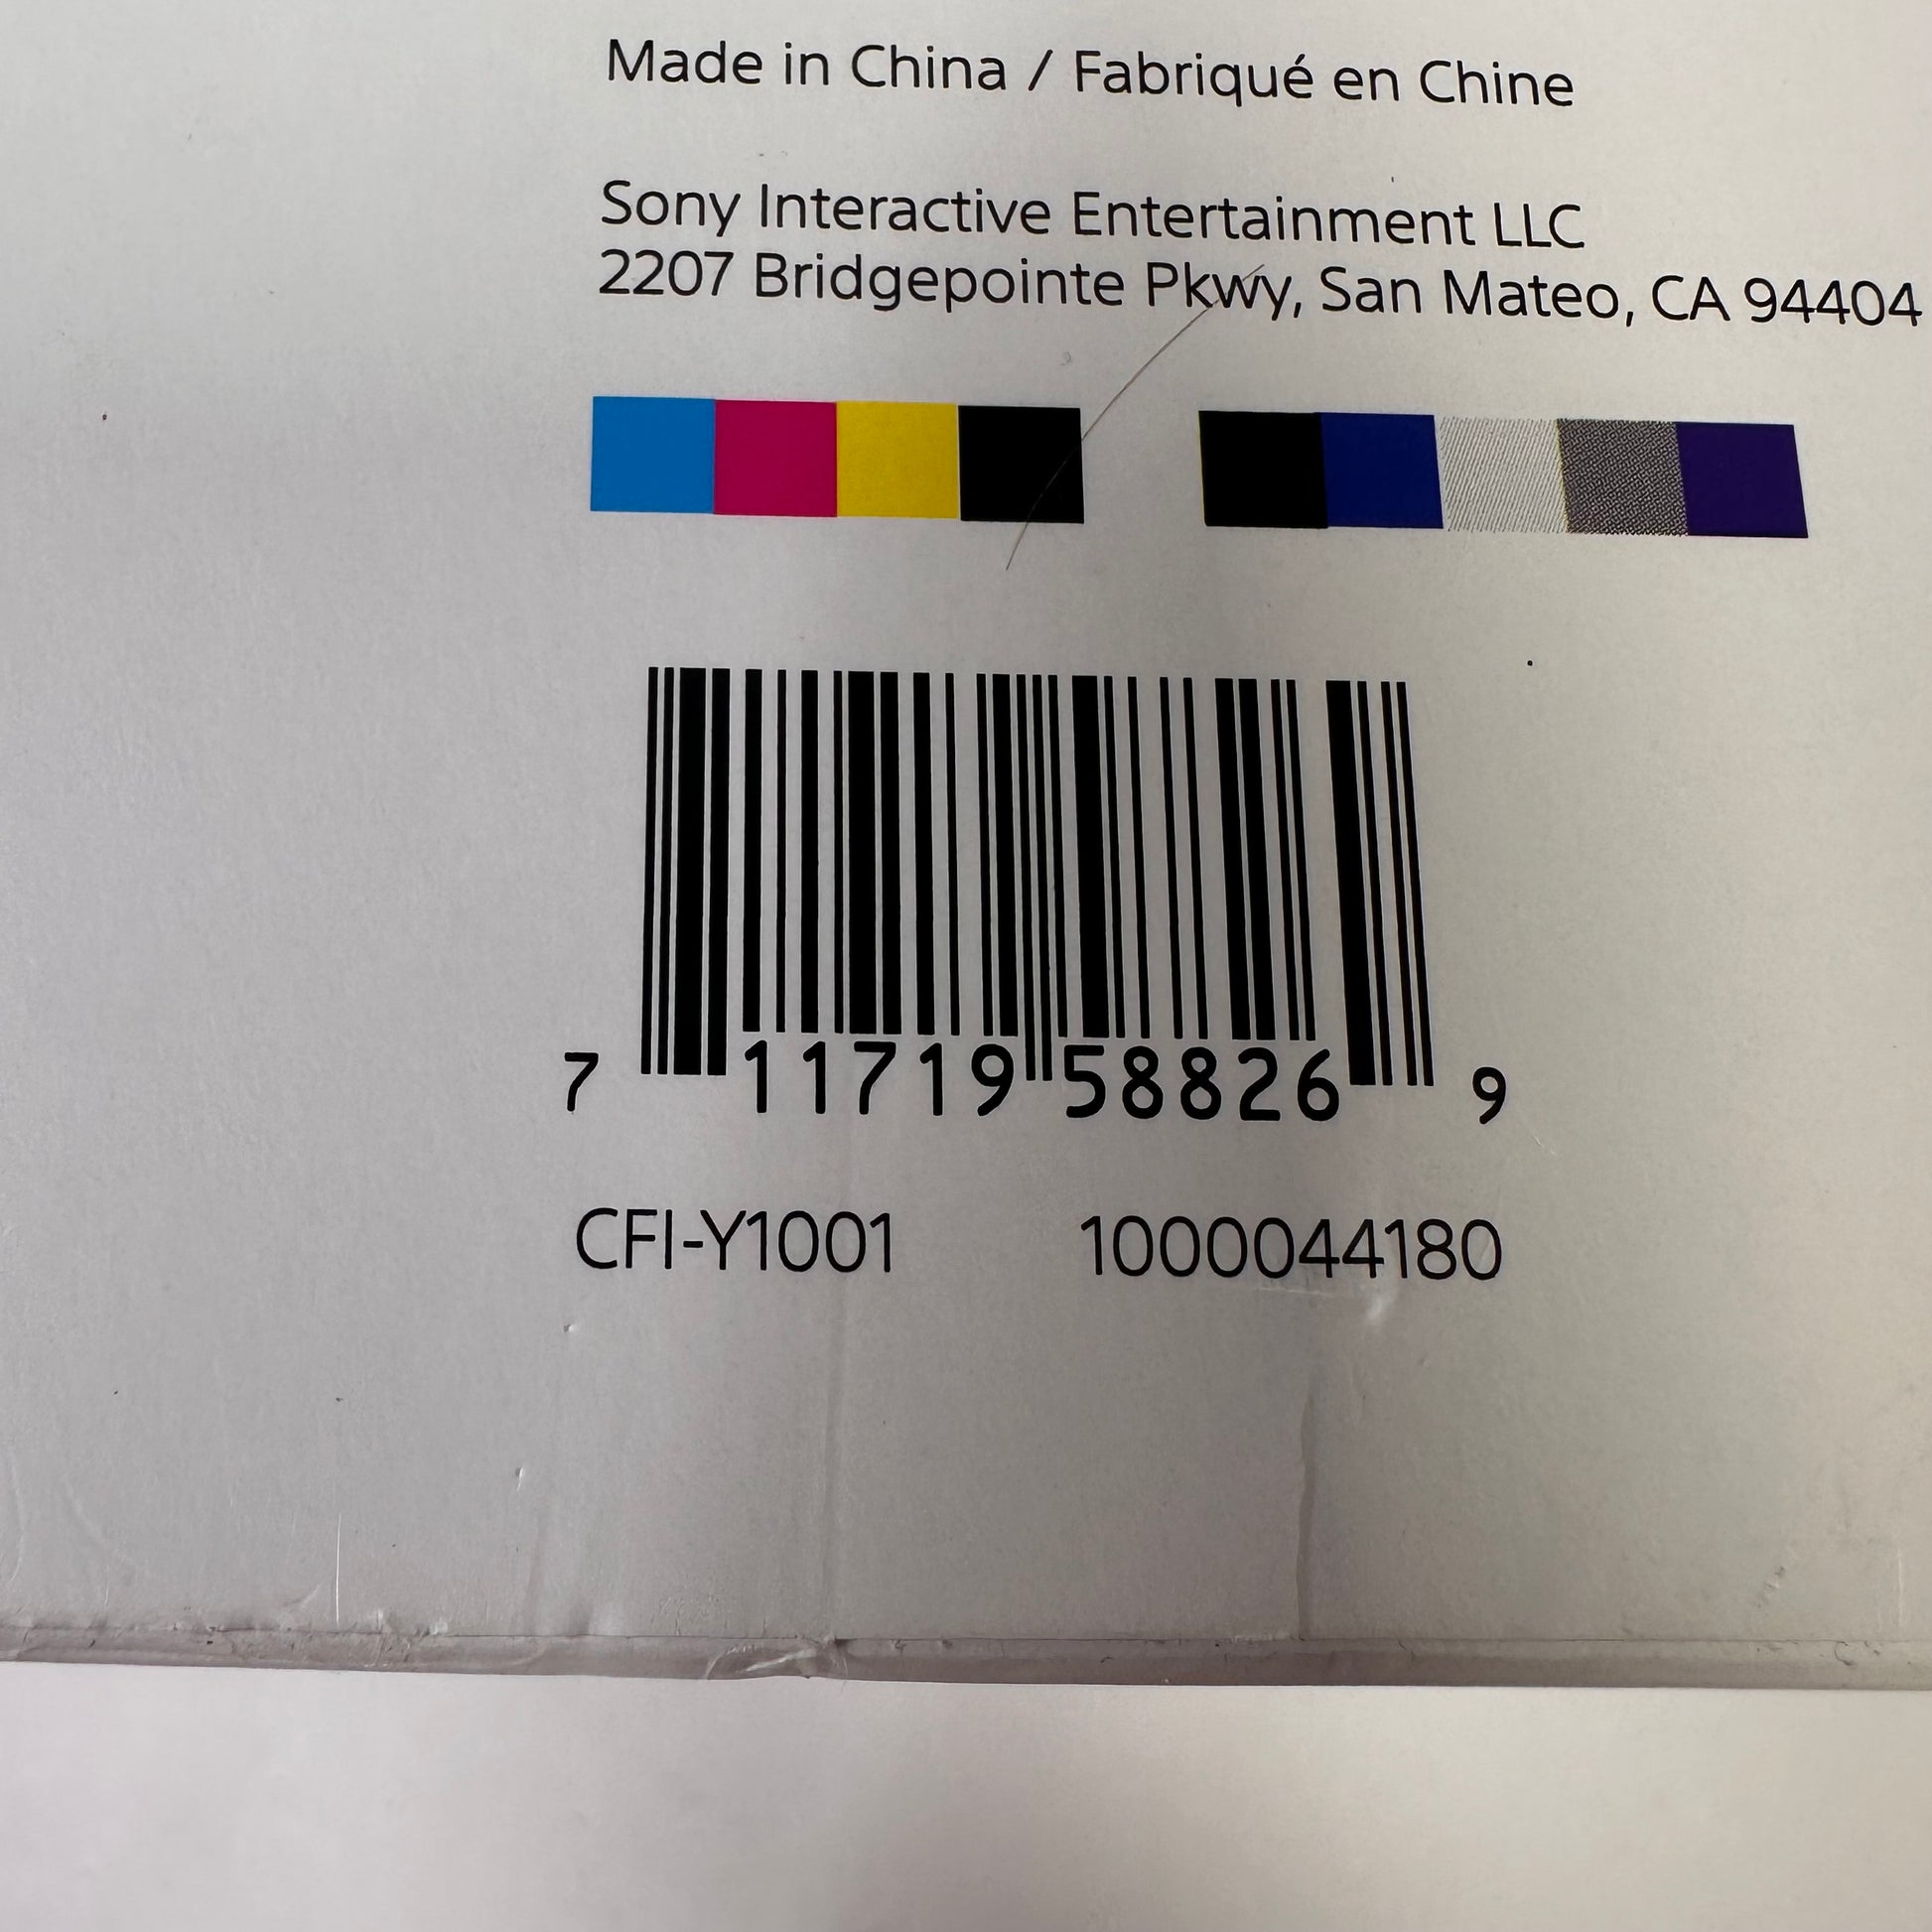 Made in China / Fabriqué en Chine
Sony Interactive Entertainment LLC
2207 Bridgepointe Pkwy, San Mateo, CA 94404
7 11719 58826 9
CFI-Y1001 1000044180